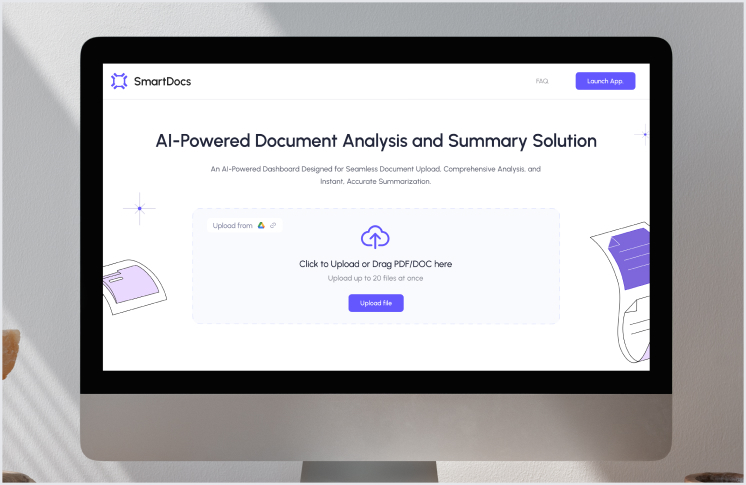 SmartDocs
FAQ
Launch App
AI-Powered Document Analysis and Summary Solution
An AI-Powered Dashboard Designed for Seamless Document Upload, Comprehensive Analysis, and
Instant, Accurate Summarization.
Upload from
Click to Upload or Drag PDF/DOC here
Upload up to 20 files at once
Upload file